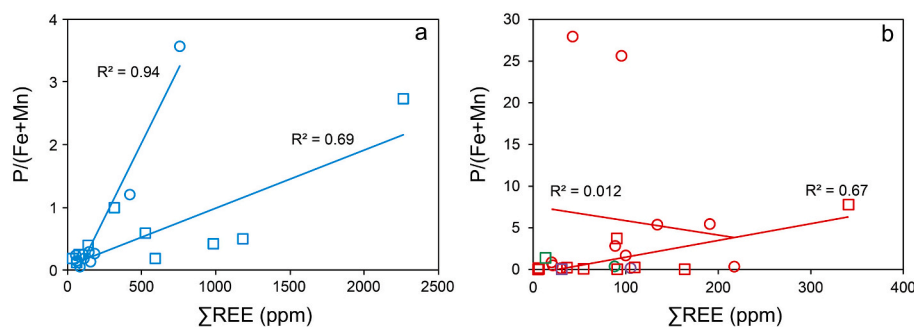 a
P/(Fe+Mn)
4
3
2
1
0
R² = 0.94
R² = 0.69
0
500
1000
1500
2000
2500
∑REE (ppm)
b
P/(Fe+Mn)
30
25
20
15
10
5
0
R² = 0.012
R² = 0.67
0
100
200
300
400
∑REE (ppm)